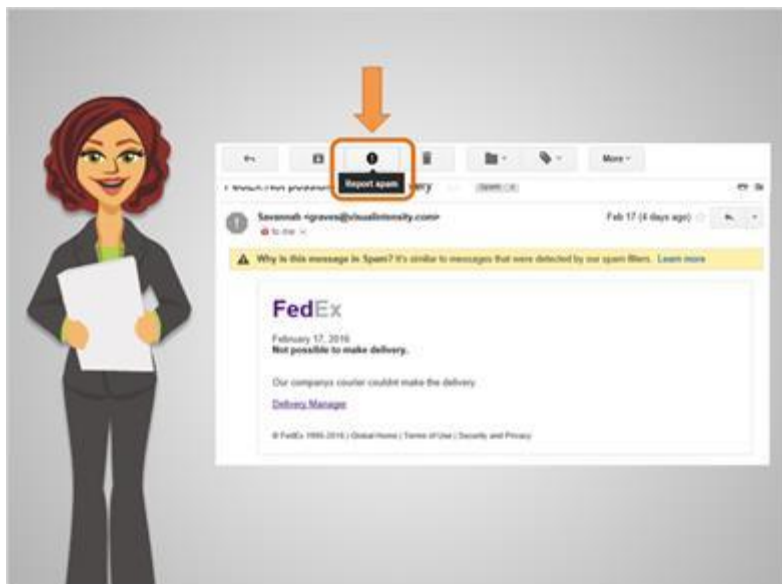 More
Report spam
Spam x
Savannah <graves@visualintensity.com>
Feb 17 (4 days ago)
to me
Why is this message in Spam? It's similar to messages that were detected by our spam filters. Learn more
FedEx
February 17, 2016
Not possible to make delivery.
Our companys courier couldnt make the delivery.
Delivery Manager
© FedEx 1995-2016 | Global Home | Terms of Use | Security and Privacy